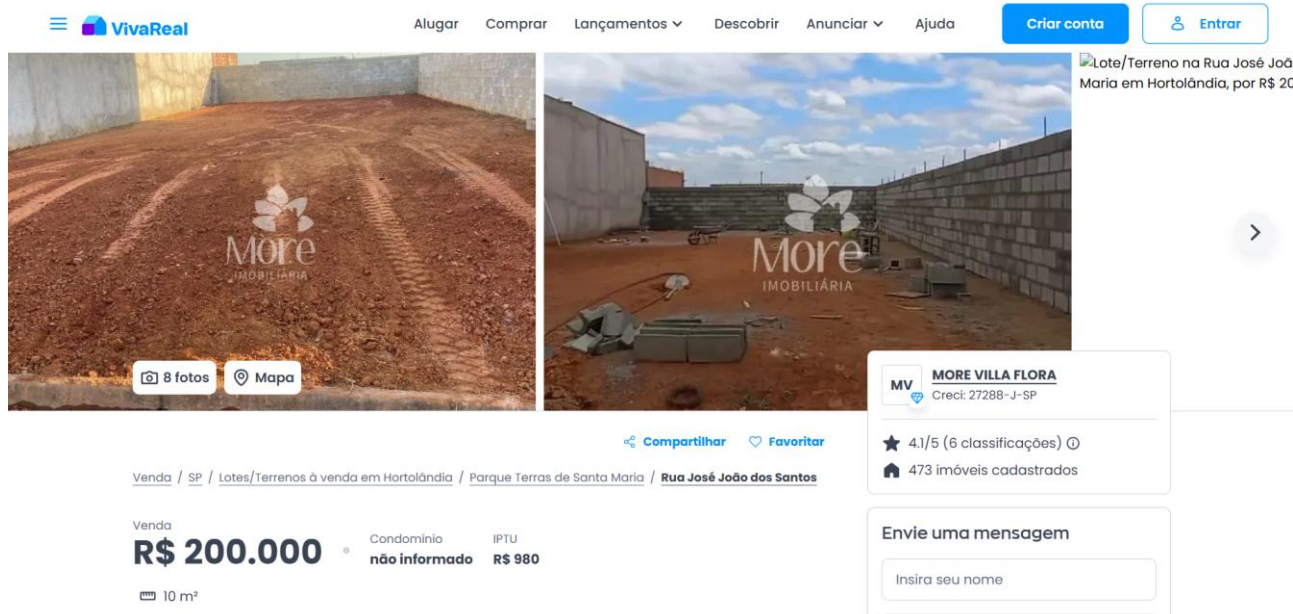 VivaReal
Alugar Comprar Lançamentos Descobrir Anunciar Ajuda Criar conta Entrar
More
IMOBILIÁRIA
More
IMOBILIÁRIA
Lote/Terreno na Rua José Joã
Maria em Hortolândia, por R$ 20
8 fotos Mapa
MV
MORE VILLA FLORA
Creci: 27288-J-SP
4.1/5 (6 classificações)
473 imóveis cadastrados
Compartilhar Favoritar
Venda / SP / Lotes/Terrenos à venda em Hortolândia / Parque Terras de Santa Maria / Rua José João dos Santos
Venda
R$ 200.000
Condomínio
não informado
IPTU
R$ 980
10 m²
Envie uma mensagem
Insira seu nome